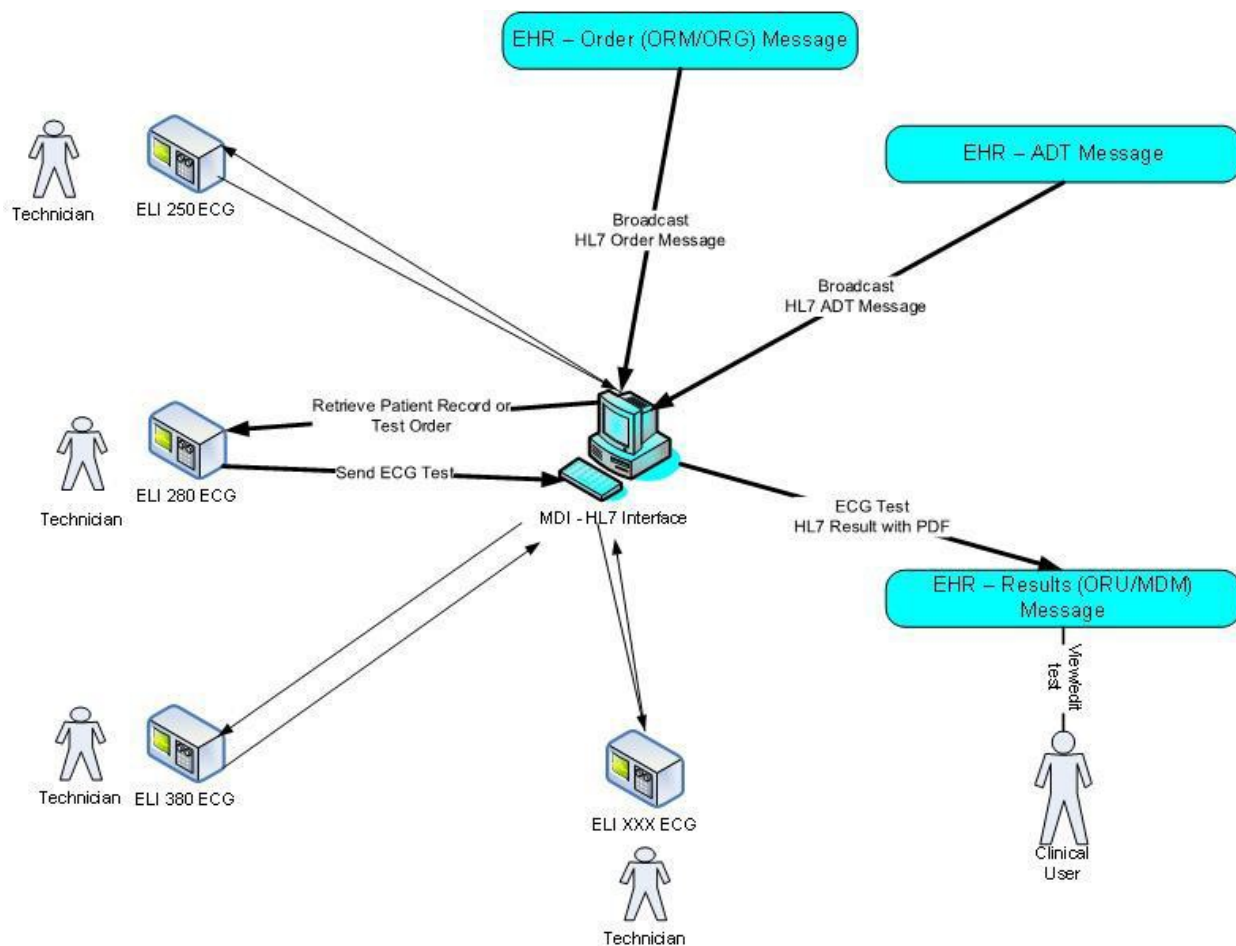 EHR – Order (ORM/ORG) Message
EHR – ADT Message
Technician
ELI 250 ECG
Broadcast
HL7 Order Message
Broadcast
HL7 ADT Message
Retrieve Patient Record or
Test Order
Technician
ELI 280 ECG
Send ECG Test
MDI - HL7 Interface
ECG Test
HL7 Result with PDF
EHR – Results (ORU/MDM)
Message
View/edit
test
Technician
ELI 380 ECG
ELI XXX ECG
Technician
Clinical
User